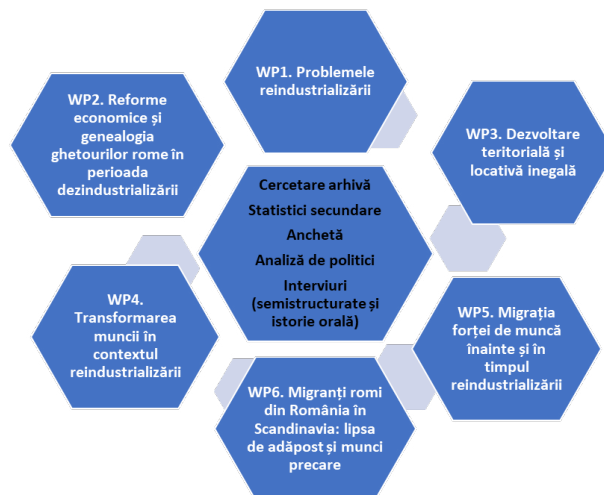 WP1. Problemele
reindustrializării
WP2. Reforme
economice și
genealogia
ghetourilor rome în
perioada
dezindustrializării
WP3. Dezvoltare
teritorială și
locativă inegală
Cercetare arhivă
Statistici secundare
Anchetă
Analiză de politici
Interviuri
(semistructurate și
istorie orală)
WP4.
Transformarea
muncii în
contextul
reindustrializării
WP5. Migrația
forței de muncă
înainte și în
timpul
reindustrializării
WP6. Migranți romi
din România în
Scandinavia: lipsa
de adăpost și munci
precare